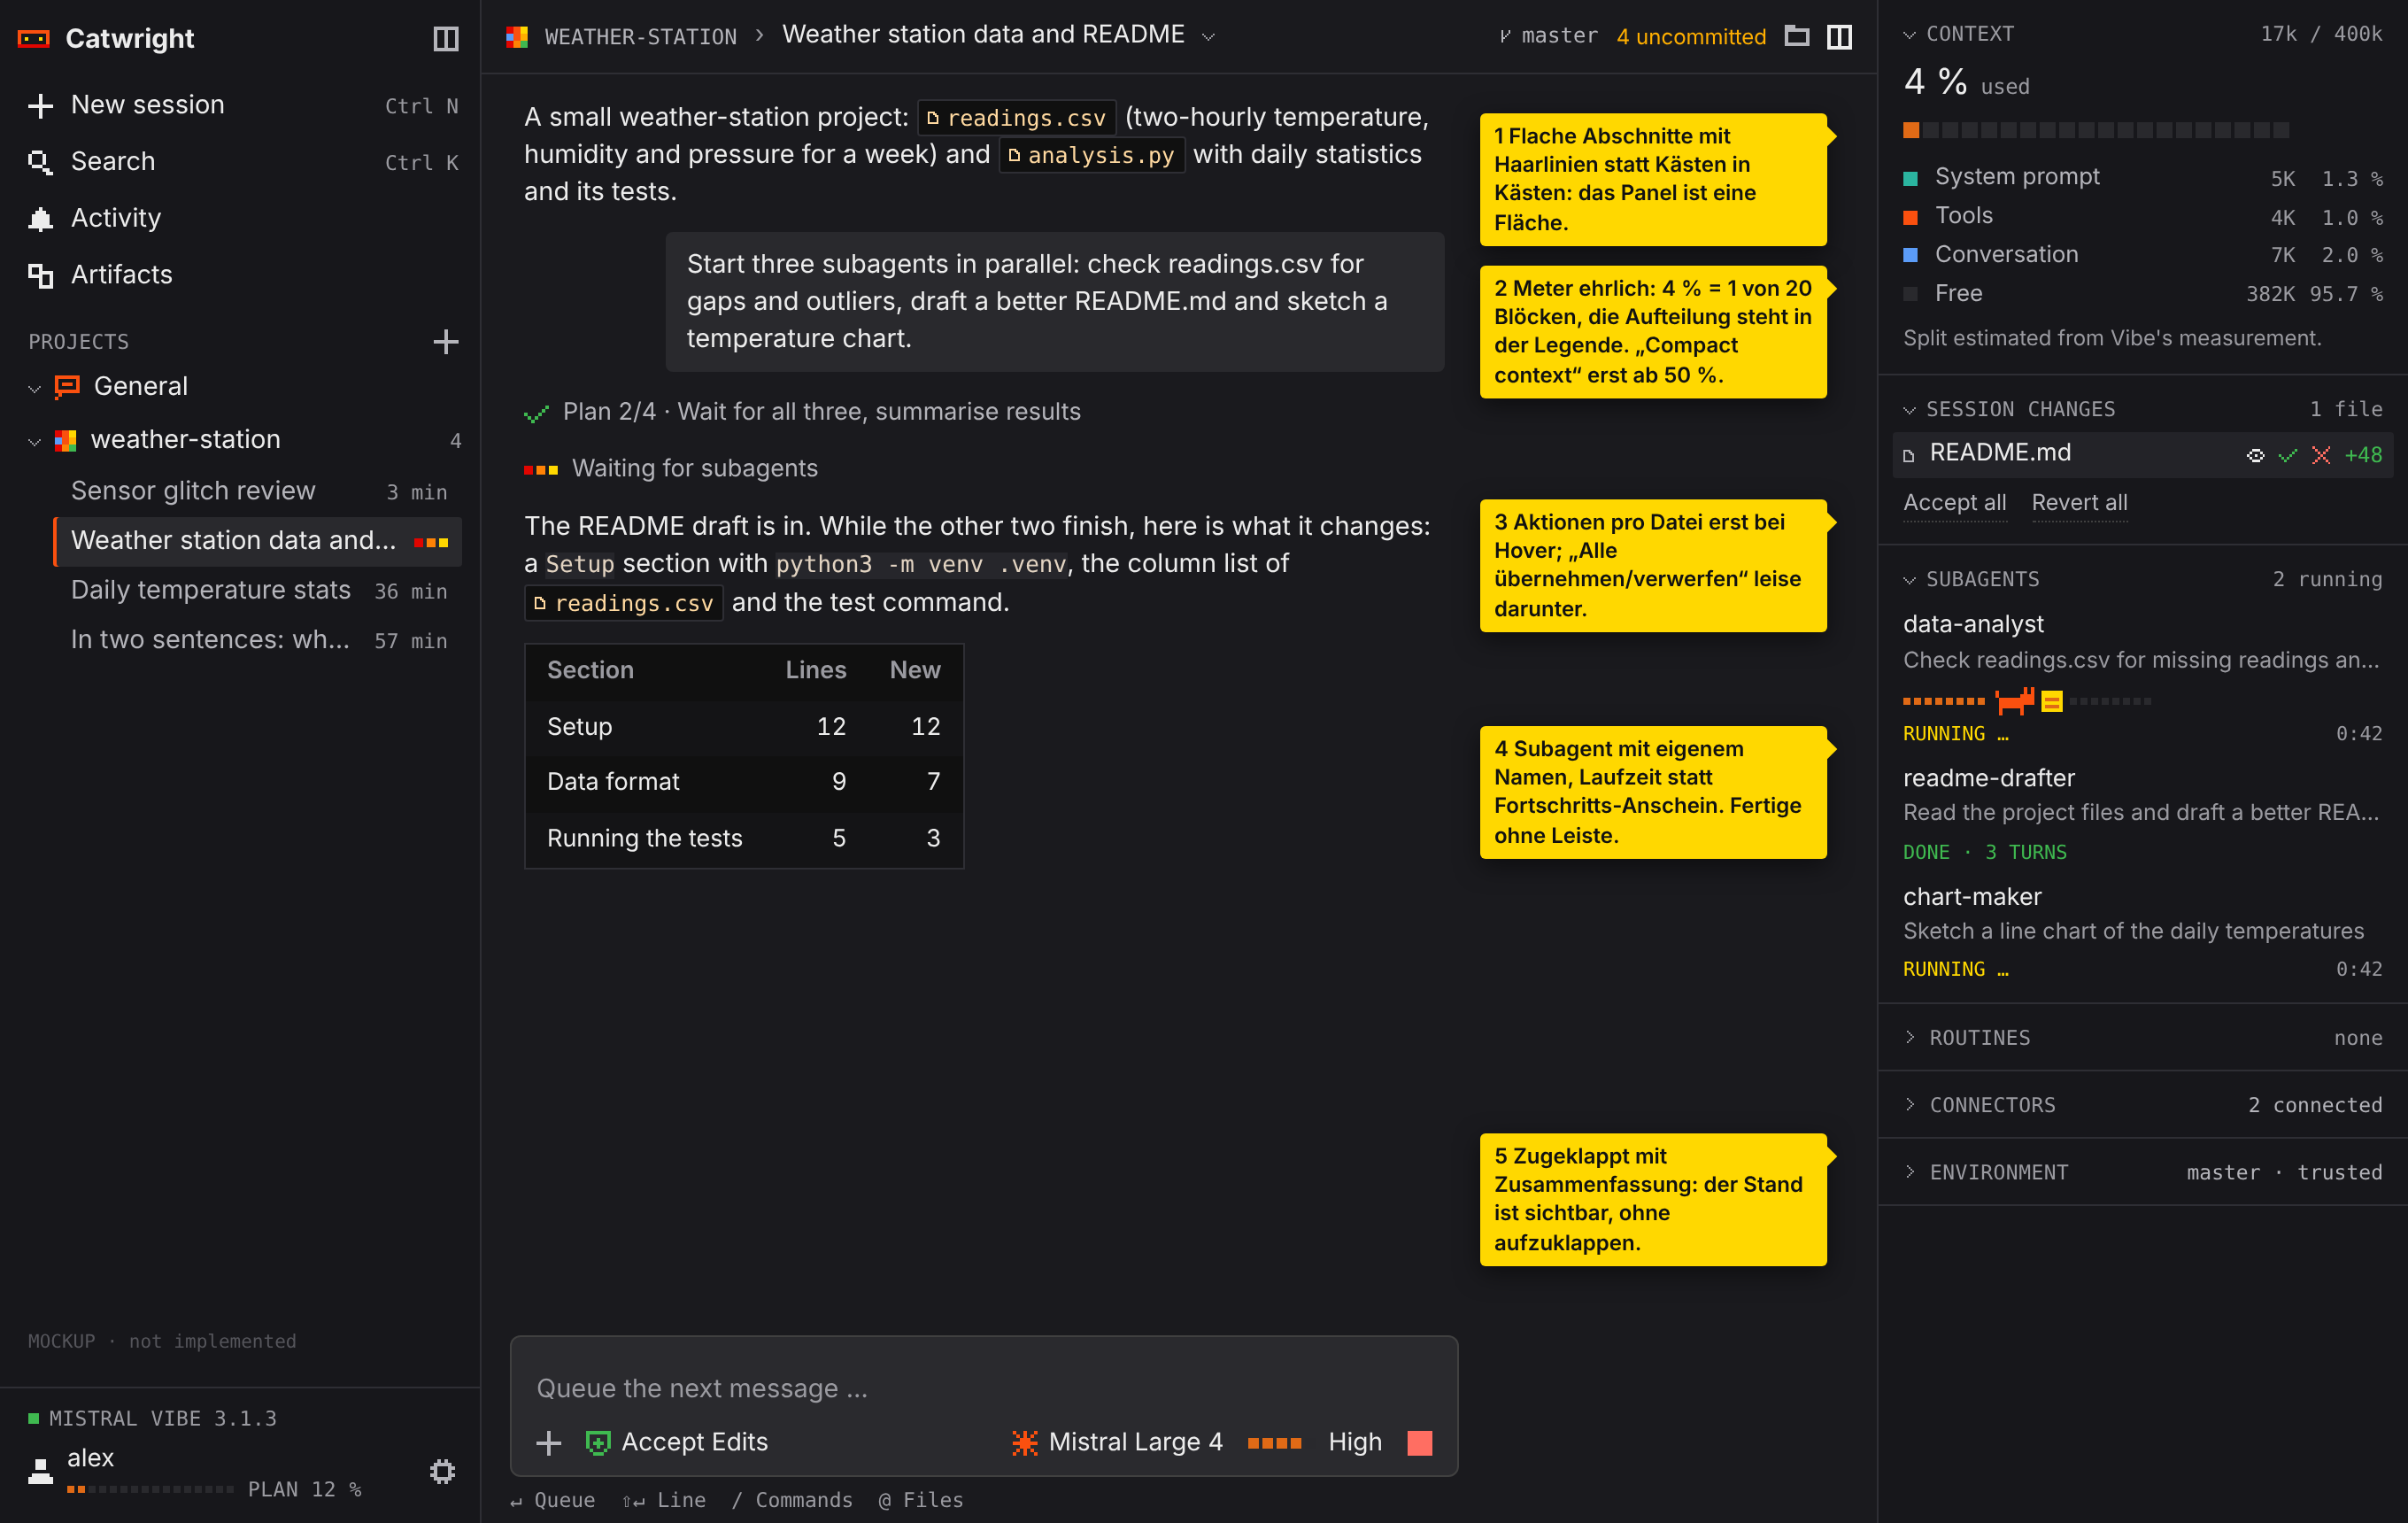 Catwright
New session Ctrl N
Search Ctrl K
Activity
Artifacts
PROJECTS
General
weather-station 4
Sensor glitch review 3 min
Weather station data and...
Daily temperature stats 36 min
In two sentences: wh... 57 min
MOCKUP · not implemented
MISTRAL VIBE 3.1.3
alex
PLAN 12 %
WEATHER-STATION › Weather station data and README
master 4 uncommitted
A small weather-station project: readings.csv (two-hourly temperature,
humidity and pressure for a week) and analysis.py with daily statistics
and its tests.
Start three subagents in parallel: check readings.csv for
gaps and outliers, draft a better README.md and sketch a
temperature chart.
Plan 2/4 · Wait for all three, summarise results
Waiting for subagents
The README draft is in. While the other two finish, here is what it changes:
a Setup section with python3 -m venv .venv, the column list of
readings.csv and the test command.
Section Lines New
Setup 12 12
Data format 9 7
Running the tests 5 3
1 Flache Abschnitte mit
Haarlinien statt Kästen in
Kästen: das Panel ist eine
Fläche.
2 Meter ehrlich: 4 % = 1 von 20
Blöcken, die Aufteilung steht in
der Legende. „Compact
context“ erst ab 50 %.
3 Aktionen pro Datei erst bei
Hover; „Alle
übernehmen/verwerfen“ leise
darunter.
4 Subagent mit eigenem
Namen, Laufzeit statt
Fortschritts-Anschein. Fertige
ohne Leiste.
5 Zugeklappt mit
Zusammenfassung: der Stand
ist sichtbar, ohne
aufzuklappen.
Queue the next message ...
Accept Edits Mistral Large 4 High
↵ Queue ⇧↵ Line / Commands @ Files
CONTEXT 17k / 400k
4 % used
System prompt 5K 1.3 %
Tools 4K 1.0 %
Conversation 7K 2.0 %
Free 382K 95.7 %
Split estimated from Vibe's measurement.
SESSION CHANGES 1 file
README.md +48
Accept all Revert all
SUBAGENTS 2 running
data-analyst
Check readings.csv for missing readings an...
RUNNING … 0:42
readme-drafter
Read the project files and draft a better REA...
DONE · 3 TURNS
chart-maker
Sketch a line chart of the daily temperatures
RUNNING … 0:42
ROUTINES none
CONNECTORS 2 connected
ENVIRONMENT master · trusted